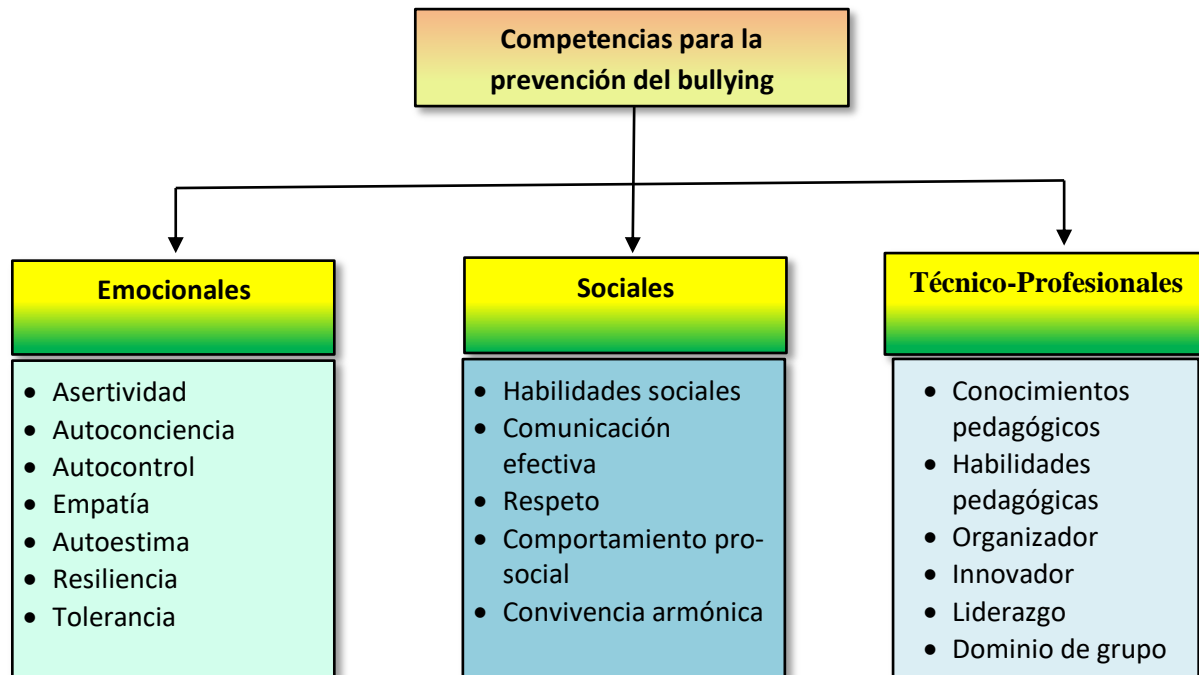 Competencias para la
prevención del bullying
Emocionales
• Asertividad
• Autoconciencia
• Autocontrol
• Empatía
• Autoestima
• Resiliencia
• Tolerancia
Sociales
• Habilidades sociales
• Comunicación
efectiva
• Respeto
• Comportamiento pro-
social
• Convivencia armónica
Técnico-Profesionales
• Conocimientos
pedagógicos
• Habilidades
pedagógicas
• Organizador
• Innovador
• Liderazgo
• Dominio de grupo